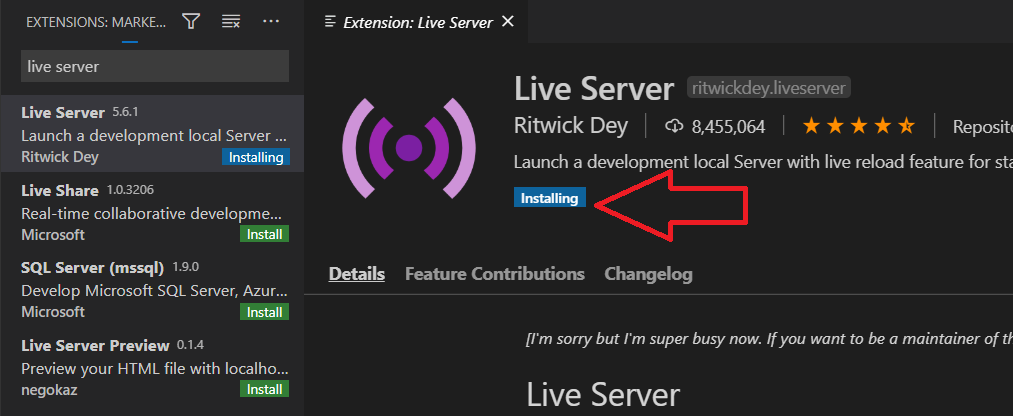 EXTENSIONS: MARKE...
live server
Live Server 5.6.1
Launch a development local Server ...
Ritwick Dey Installing
Live Share 1.0.3206
Real-time collaborative developme...
Microsoft Install
SQL Server (mssql) 1.9.0
Develop Microsoft SQL Server, Azur...
Microsoft Install
Live Server Preview 0.1.4
Preview your HTML file with localho...
negokaz Install
Extension: Live Server
Live Server ritwickdey.liveserver
Ritwick Dey 8,455,064 Reposito
Launch a development local Server with live reload feature for sta
Installing
Details Feature Contributions Changelog
[I'm sorry but I'm super busy now. If you want to be a maintainer of th
Live Server